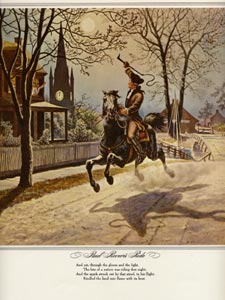 Paul Revere's Ride
And yet, through the gloom and the light,
The fate of a nation was riding that night;
And the spark struck out by that steed, in his flight,
Kindled the land into flame with its heat.